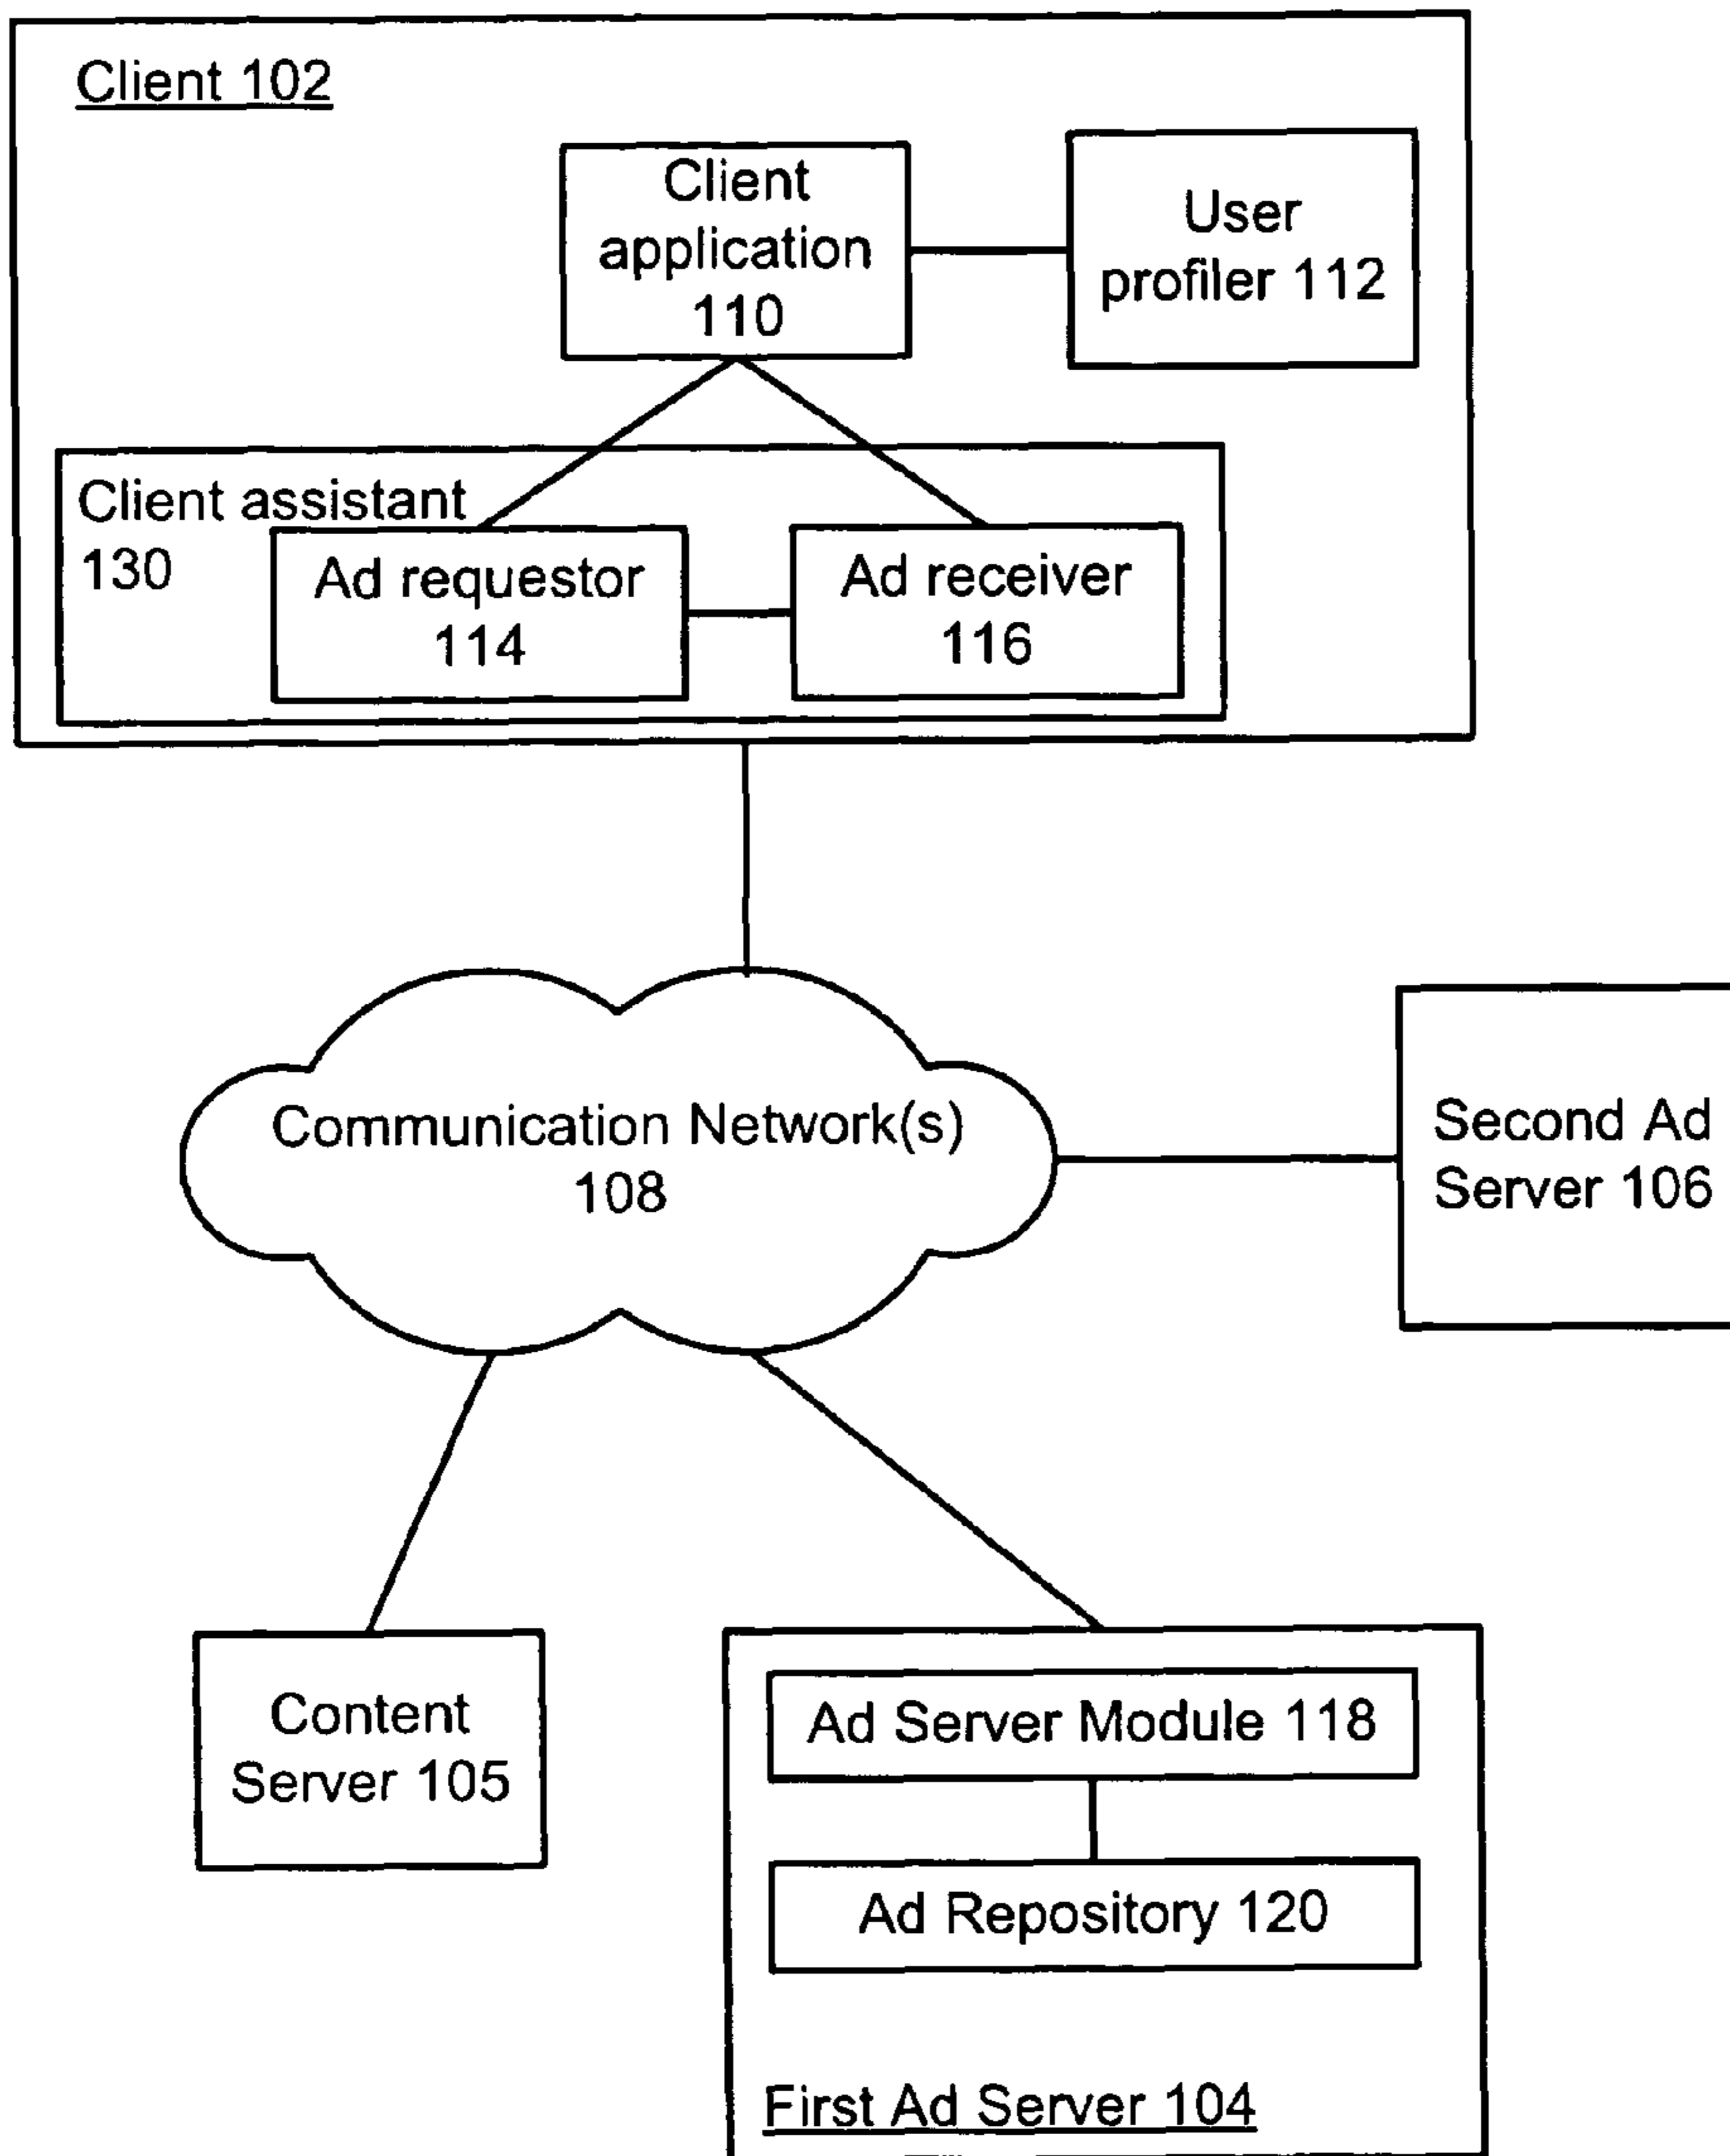 Client 102
Client
application
110
User
profiler 112
Client assistant
130
Ad requestor
114
Ad receiver
116
Communication Network(s)
108
Second Ad
Server 106
Content
Server 105
Ad Server Module 118
Ad Repository 120
First Ad Server 104